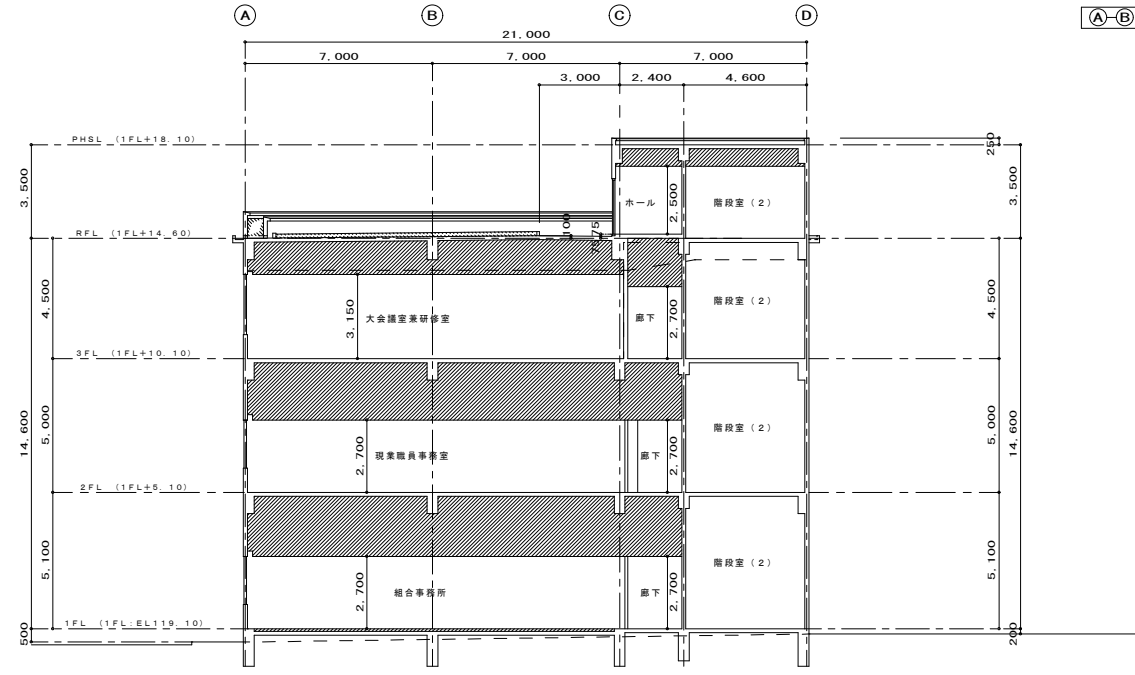 A B C D A-B
21,000
7,000 7,000 7,000
3,000 2,400 4,600
PHSL (1FL+18.10)
250
3,500
ホール
2,500
階段室(2)
3,500
100
75
75
RFL (1FL+14.60)
4,500
3,150
大会議室兼研修室
廊下
2,700
階段室(2)
4,500
3FL (1FL+10.10)
14,600
5,000
2,700
現業職員事務室
廊下
2,700
階段室(2)
5,000
14,600
2FL (1FL+5.10)
5,100
2,700
組合事務所
廊下
2,700
階段室(2)
5,100
1FL (1FL:EL119.10)
500
200